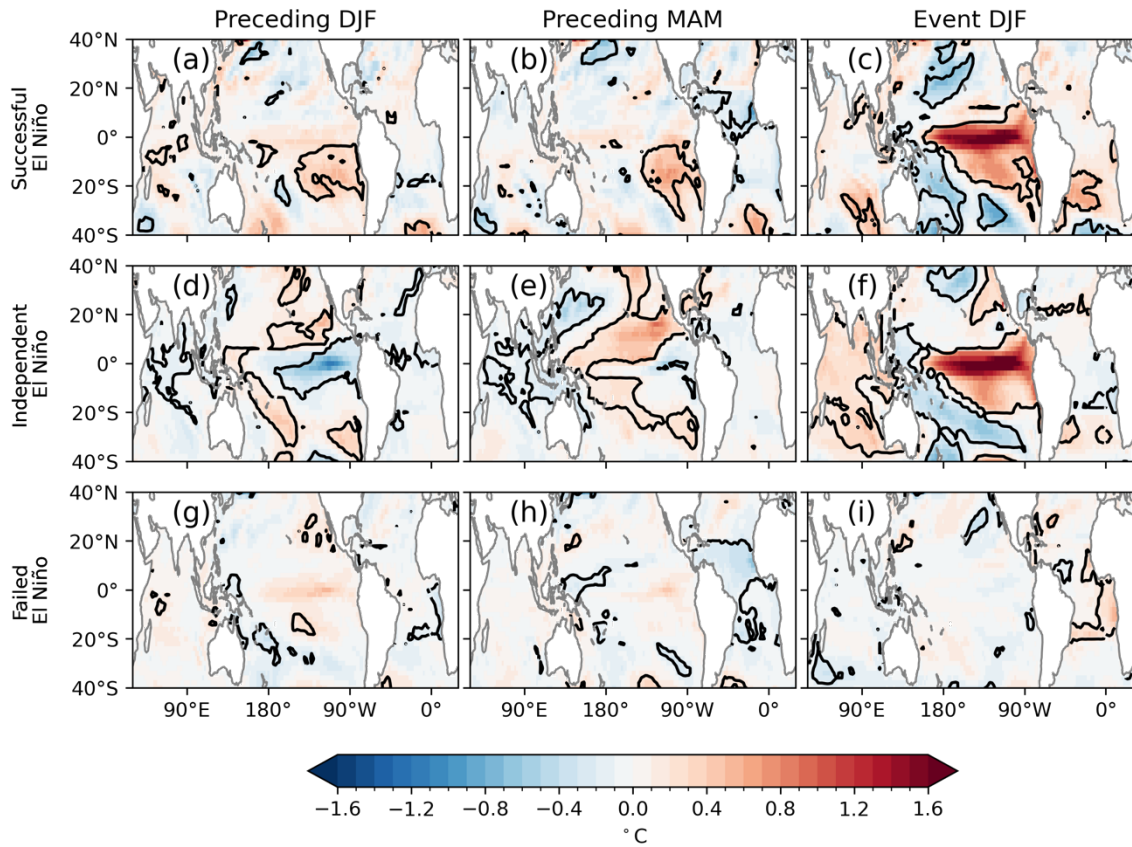 Preceding DJF Preceding MAM Event DJF
40°N (a) (b) (c)
20°N
0°
20°S
40°S
Successful
El Niño
40°N (d) (e) (f)
20°N
0°
20°S
40°S
Independent
El Niño
40°N (g) (h) (i)
20°N
0°
20°S
40°S
Failed
El Niño
90°E 180° 90°W 0° 90°E 180° 90°W 0° 90°E 180° 90°W 0°
−1.6 −1.2 −0.8 −0.4 0.0 0.4 0.8 1.2 1.6
°C